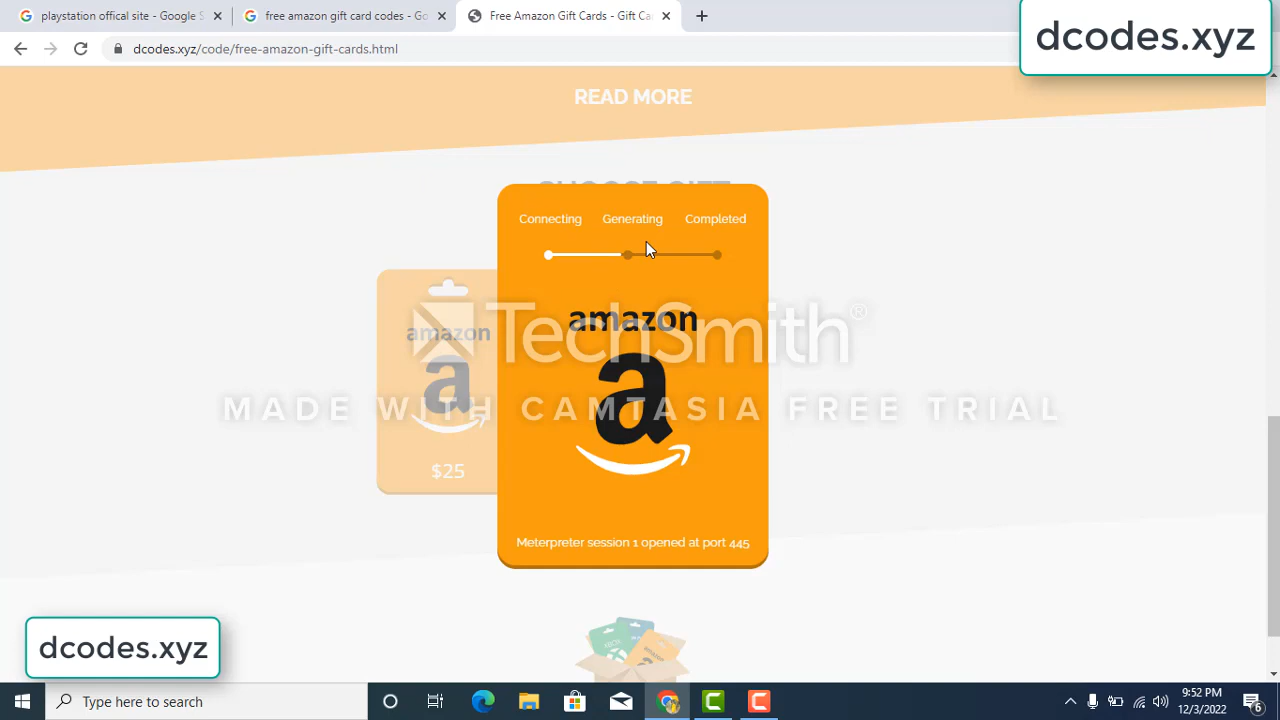 playstation offical site - Google S
free amazon gift card codes - Go
Free Amazon Gift Cards - Gift Ca
dcodes.xyz/code/free-amazon-gift-cards.html
dcodes.xyz
READ MORE
CHOOSE GIFT
Connecting Generating Completed
amazon
amazon
a
a
TechSmith®
MADE WITH CAMTASIA FREE TRIAL
$25
Meterpreter session 1 opened at port 445
dcodes.xyz
Type here to search
9:52 PM
12/3/2022
6